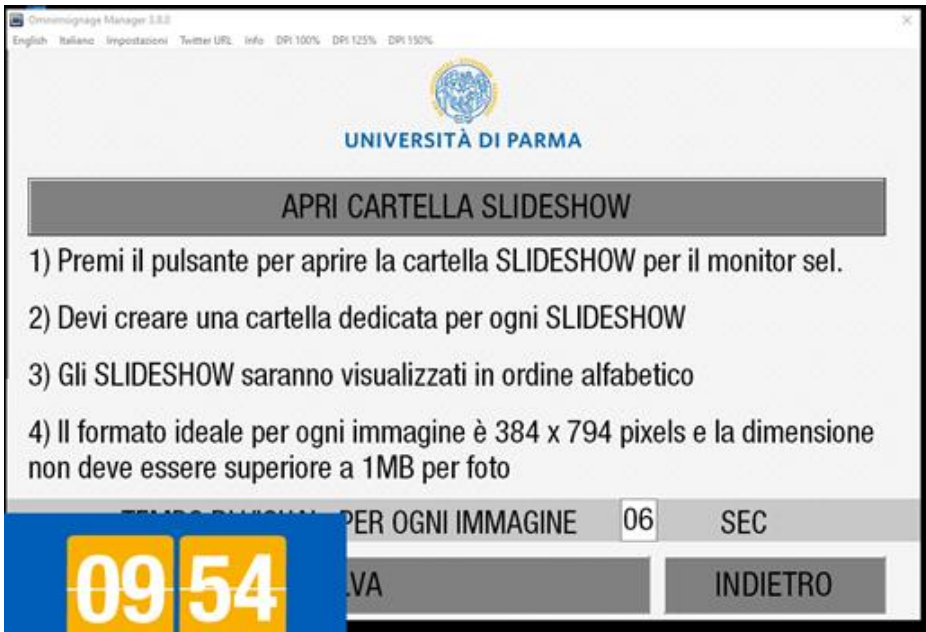 Omnimsignage Manager 3.8.0
English Italiano Impostazioni Twitter URL Info DPI 100% DPI 125% DPI 150%
UNIVERSITÀ DI PARMA
APRI CARTELLA SLIDESHOW
1) Premi il pulsante per aprire la cartella SLIDESHOW per il monitor sel.
2) Devi creare una cartella dedicata per ogni SLIDESHOW
3) Gli SLIDESHOW saranno visualizzati in ordine alfabetico
4) Il formato ideale per ogni immagine è 384 x 794 pixels e la dimensione
non deve essere superiore a 1MB per foto
PER OGNI IMMAGINE 06 SEC
LVA INDIETRO
09 54